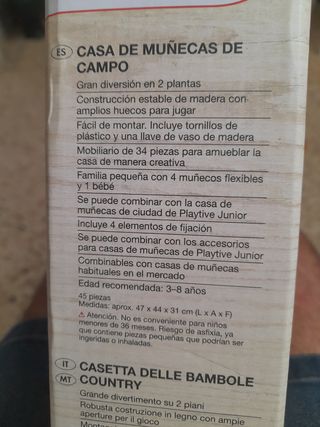 ES CASA DE MUÑECAS DE
CAMPO
Gran diversión en 2 plantas
Construcción estable de madera con
amplios huecos para jugar
Fácil de montar. Incluye tornillos de
plástico y una llave de vaso de madera
Mobiliario de 34 piezas para amueblar la
casa de manera creativa
Familia pequeña con 4 muñecos flexibles
y 1 bébé
Se puede combinar con la casa de
muñecas de ciudad de Playtive Junior
Incluye 4 elementos de fijación
Se puede combinar con los accesorios
para casas de muñecas de Playtive Junior
Combinables con casas de muñecas
habituales en el mercado
Edad recomendada: 3–8 años
45 piezas
Medidas: aprox. 47 x 44 x 31 cm (L x A x F)
⚠ Atención. No es conveniente para niños
menores de 36 meses. Riesgo de asfixia, ya
que contiene piezas pequeñas que podrían ser
ingeridas o inhaladas.
IT CASETTA DELLE BAMBOLE
MT COUNTRY
Grande divertimento su 2 piani
Robusta costruzione in legno con ampie
aperture per il gioco